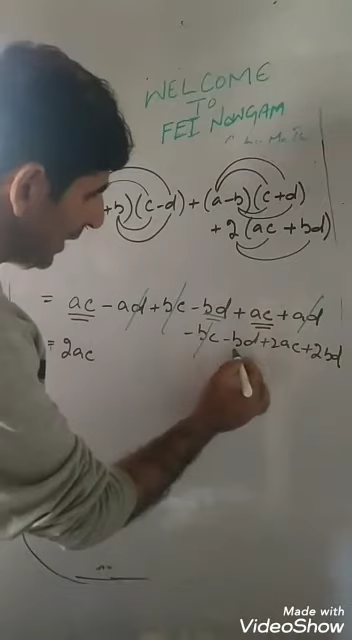 WELCOME
TO
FEI NOWGAM
+b)(c-d)+(a-b)(c+d)
+2(ac+bd)
= ac-ad+bc-bd+ac+ad
-bc-bd+2ac+2bd
= 2ac
Made with
VideoShow